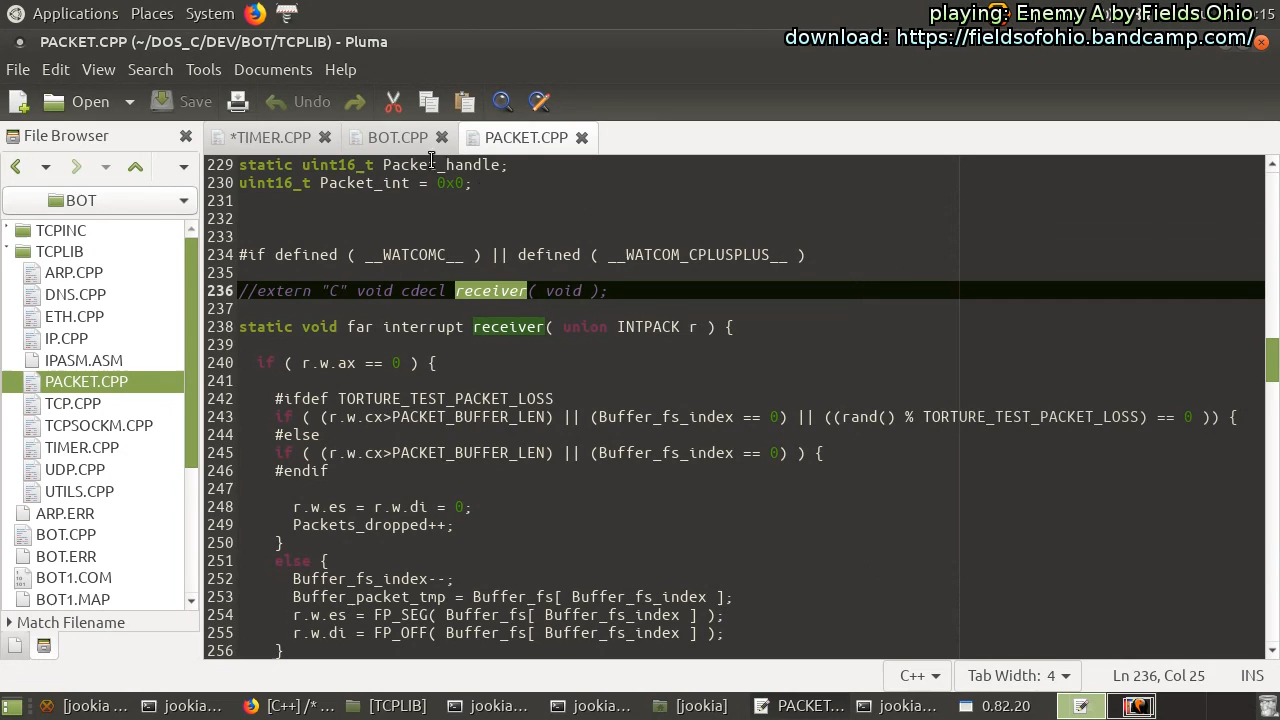 Applications Places System
playing: Enemy A by Fields Ohio
:15
download: https://fieldsofohio.bandcamp.com/
PACKET.CPP (~/DOS_C/DEV/BOT/TCPLIB) - Pluma
File Edit View Search Tools Documents Help
Open Save Undo
File Browser
*TIMER.CPP BOT.CPP PACKET.CPP
BOT
TCPINC
TCPLIB
ARP.CPP
DNS.CPP
ETH.CPP
IP.CPP
IPASM.ASM
PACKET.CPP
TCP.CPP
TCPSOCKM.CPP
TIMER.CPP
UDP.CPP
UTILS.CPP
ARP.ERR
BOT.CPP
BOT.ERR
BOT1.COM
BOT1.MAP
Match Filename
229 static uint16_t Packet_handle;
230 uint16_t Packet_int = 0x0;
231
232
233
234 #if defined ( __WATCOMC__ ) || defined ( __WATCOM_CPLUSPLUS__ )
235
236 //extern "C" void cdecl receiver( void );
237
238 static void far interrupt receiver( union INTPACK r ) {
239
240 if ( r.w.ax == 0 ) {
241
242 #ifdef TORTURE_TEST_PACKET_LOSS
243 if ( (r.w.cx>PACKET_BUFFER_LEN) || (Buffer_fs_index == 0) || ((rand() % TORTURE_TEST_PACKET_LOSS) == 0 )) {
244 #else
245 if ( (r.w.cx>PACKET_BUFFER_LEN) || (Buffer_fs_index == 0) ) {
246 #endif
247
248 r.w.es = r.w.di = 0;
249 Packets_dropped++;
250 }
251 else {
252 Buffer_fs_index--;
253 Buffer_packet_tmp = Buffer_fs[ Buffer_fs_index ];
254 r.w.es = FP_SEG( Buffer_fs[ Buffer_fs_index ] );
255 r.w.di = FP_OFF( Buffer_fs[ Buffer_fs_index ] );
256 }
C++ Tab Width: 4 Ln 236, Col 25 INS
[jookia ... jookia... [C++] /* ... [TCPLIB] jookia... jookia... [jookia] PACKET... jookia... 0.82.20